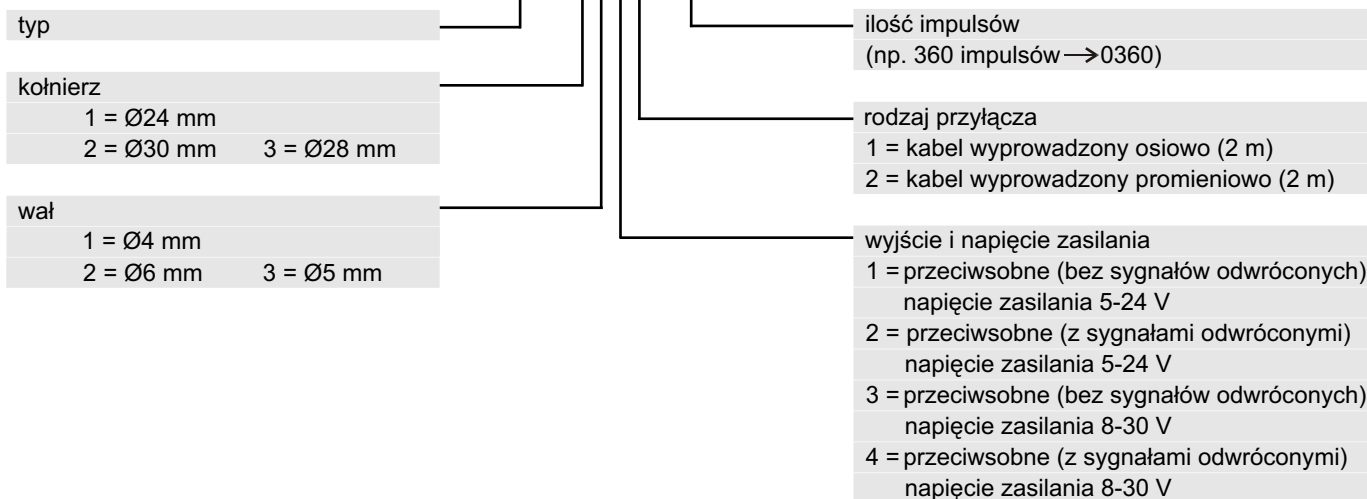 typ
kołnierz
1 = Ø24 mm
2 = Ø30 mm 3 = Ø28 mm
wał
1 = Ø4 mm
2 = Ø6 mm 3 = Ø5 mm
ilość impulsów
(np. 360 impulsów→0360)
rodzaj przyłącza
1 = kabel wyprowadzony osiowo (2 m)
2 = kabel wyprowadzony promieniowo (2 m)
wyjście i napięcie zasilania
1 = przeciwsobne (bez sygnałów odwróconych)
napięcie zasilania 5-24 V
2 = przeciwsobne (z sygnałami odwróconymi)
napięcie zasilania 5-24 V
3 = przeciwsobne (bez sygnałów odwróconych)
napięcie zasilania 8-30 V
4 = przeciwsobne (z sygnałami odwróconymi)
napięcie zasilania 8-30 V